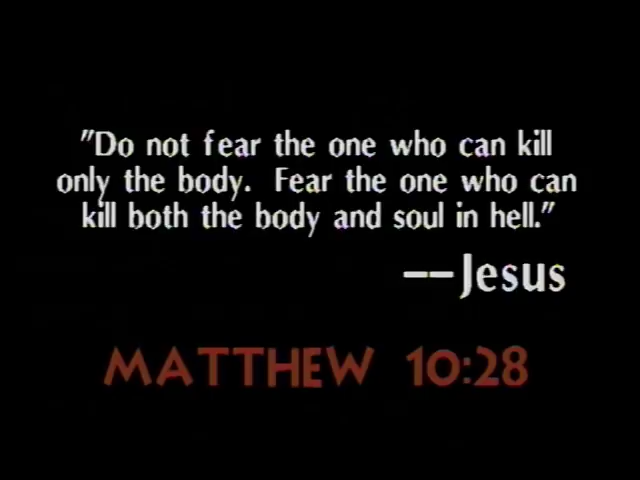 "Do not fear the one who can kill
only the body. Fear the one who can
kill both the body and soul in hell."
--Jesus
MATTHEW 10:28